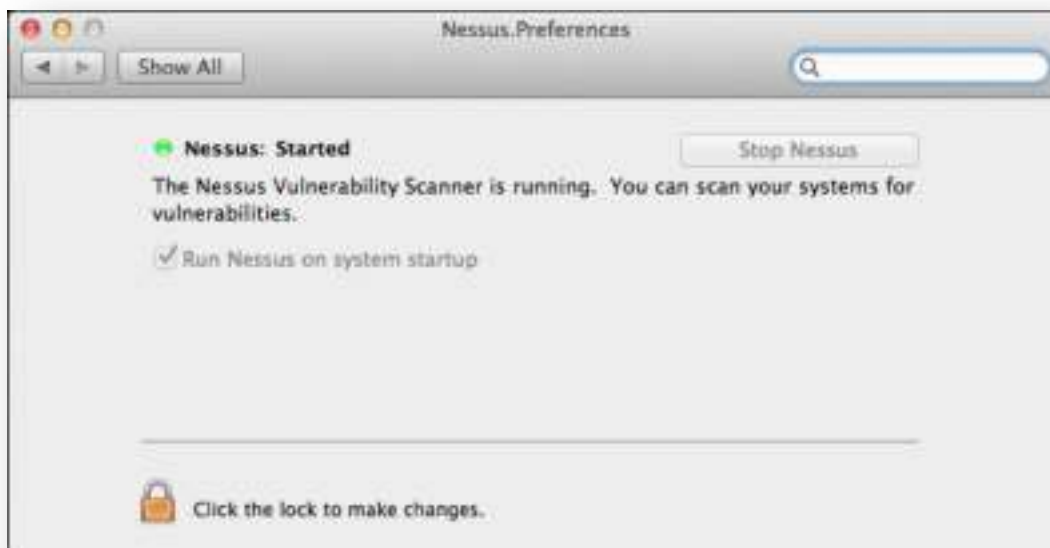 Nessus.Preferences
Show All
Nessus: Started
Stop Nessus
The Nessus Vulnerability Scanner is running. You can scan your systems for
vulnerabilities.
Run Nessus on system startup
Click the lock to make changes.